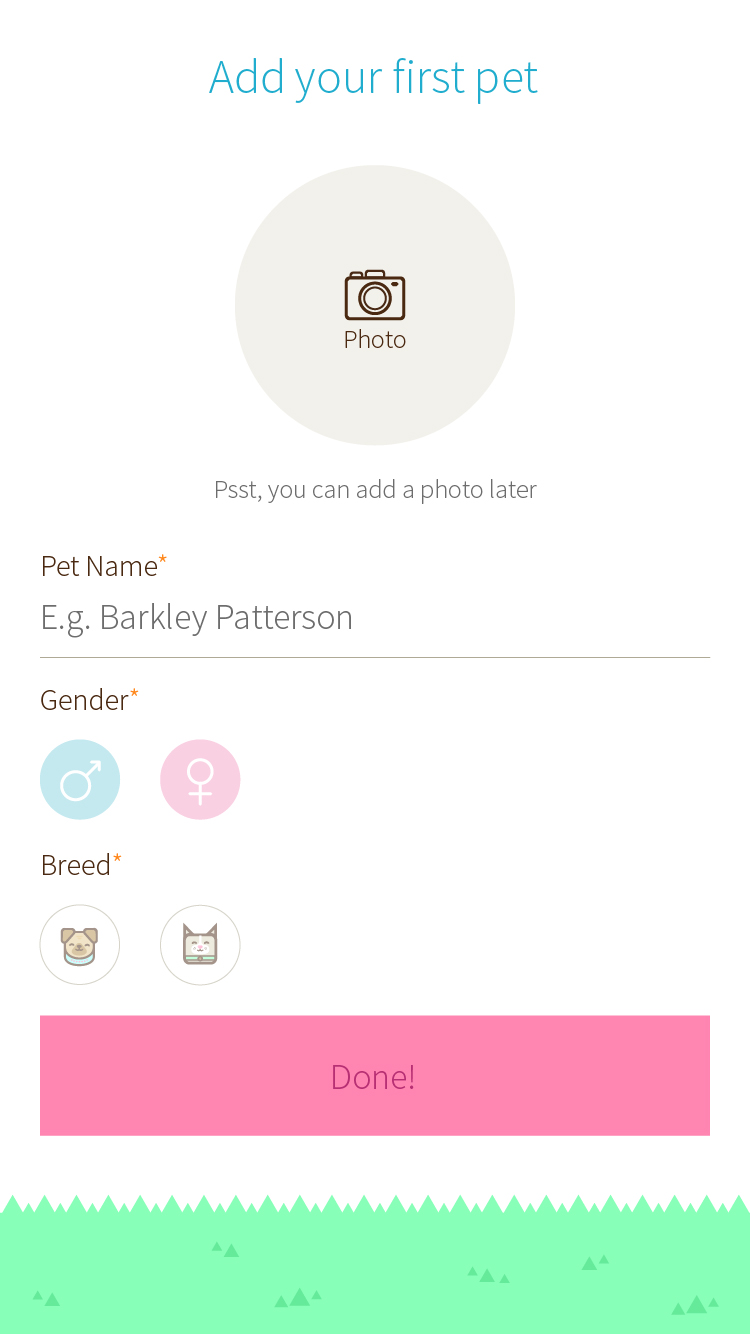 Add your first pet
Photo
Psst, you can add a photo later
Pet Name*
E.g. Barkley Patterson
Gender*
Breed*
Done!